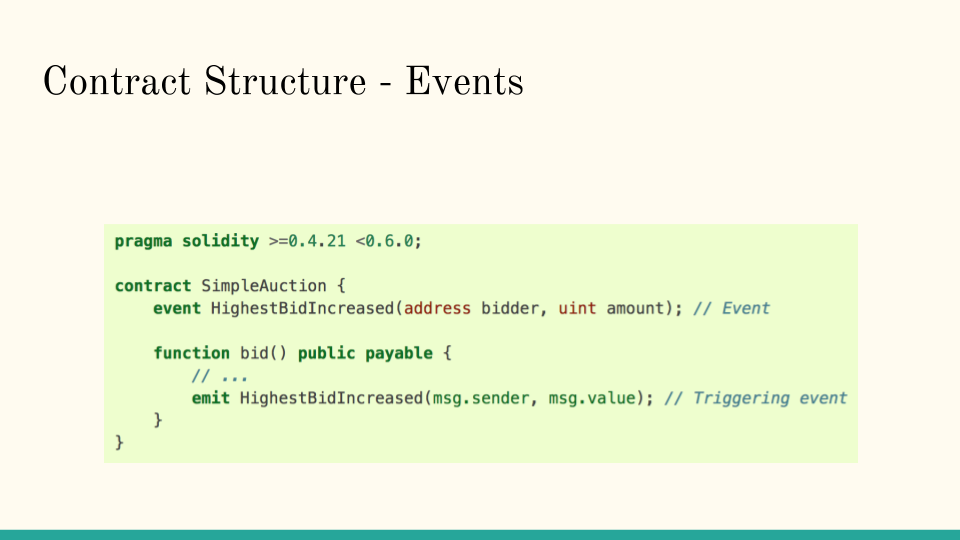 Contract Structure - Events
pragma solidity >=0.4.21 <0.6.0;
contract SimpleAuction {
    event HighestBidIncreased(address bidder, uint amount); // Event
    function bid() public payable {
        // ...
        emit HighestBidIncreased(msg.sender, msg.value); // Triggering event
    }
}